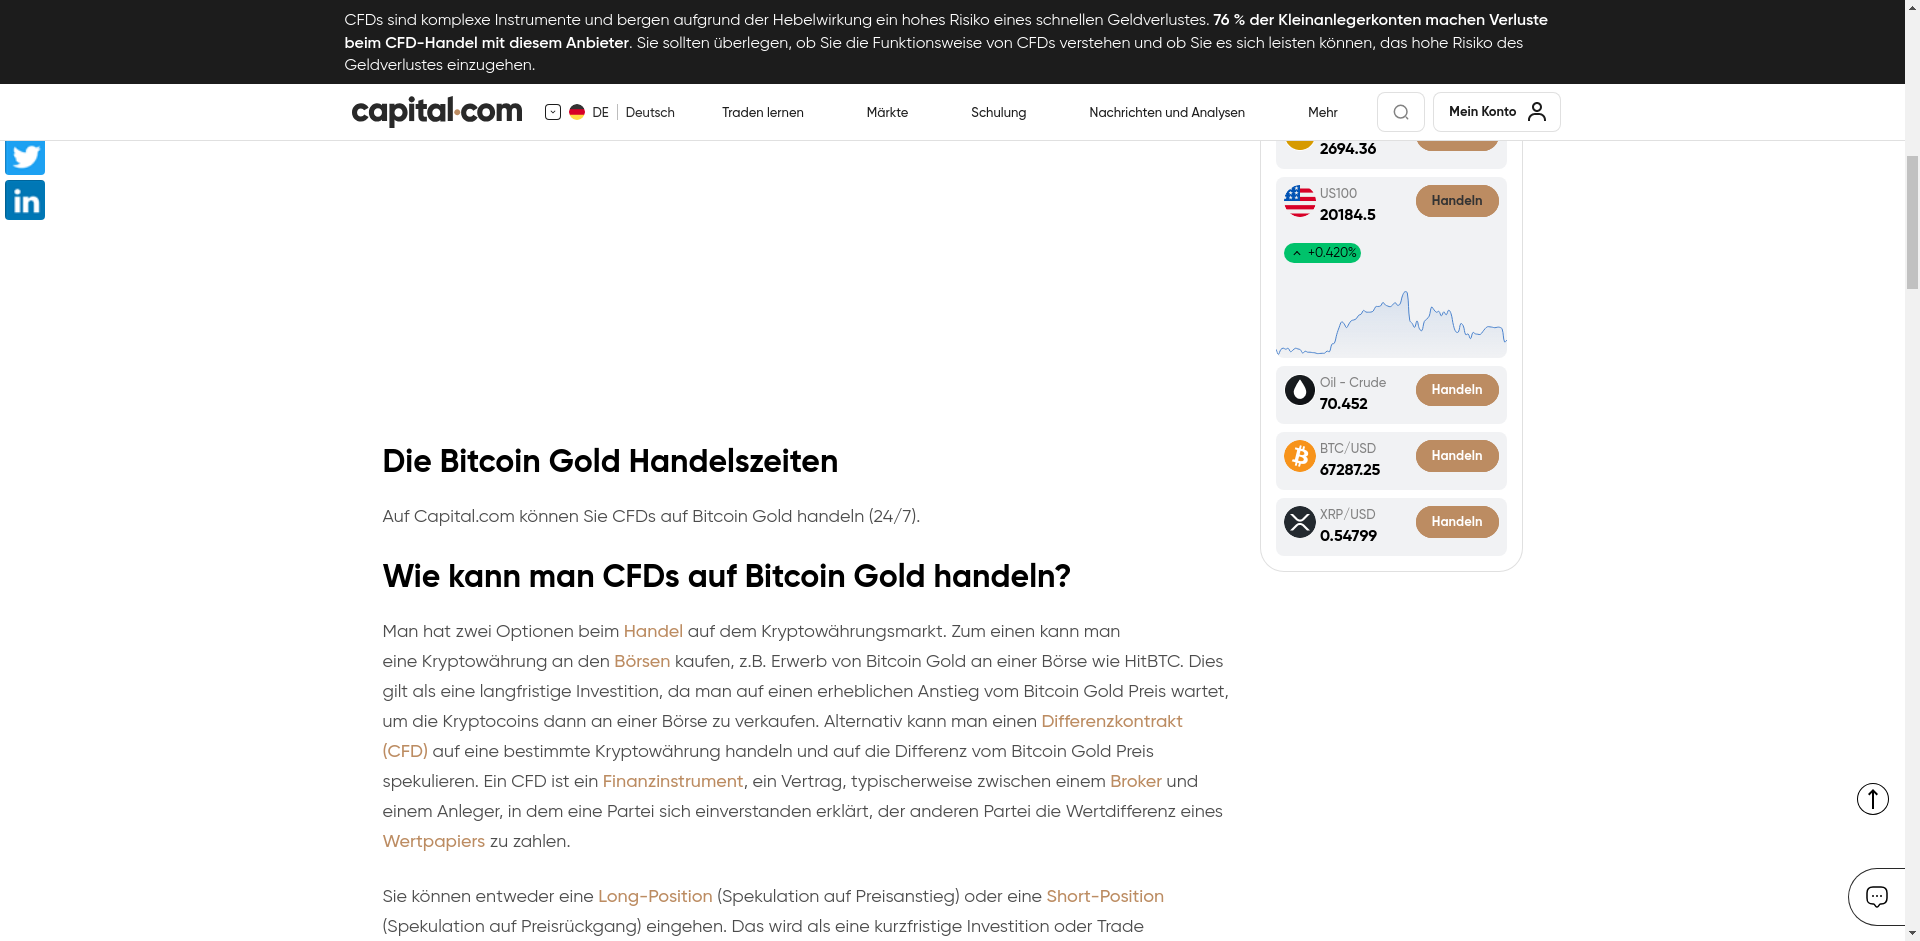 CFDs sind komplexe Instrumente und bergen aufgrund der Hebelwirkung ein hohes Risiko eines schnellen Geldverlustes. 76 % der Kleinanlegerkonten machen Verluste
beim CFD-Handel mit diesem Anbieter. Sie sollten überlegen, ob Sie die Funktionsweise von CFDs verstehen und ob Sie es sich leisten können, das hohe Risiko des
Geldverlustes einzugehen.
capital.com
DE Deutsch
Traden lernen
Märkte
Schulung
Nachrichten und Analysen
Mehr
Mein Konto
in
2694.36
US100
20184.5
Handeln
+0.420%
Oil - Crude
70.452
Handeln
BTC/USD
67287.25
Handeln
XRP/USD
0.54799
Handeln
Die Bitcoin Gold Handelszeiten
Auf Capital.com können Sie CFDs auf Bitcoin Gold handeln (24/7).
Wie kann man CFDs auf Bitcoin Gold handeln?
Man hat zwei Optionen beim Handel auf dem Kryptowährungsmarkt. Zum einen kann man
eine Kryptowährung an den Börsen kaufen, z.B. Erwerb von Bitcoin Gold an einer Börse wie HitBTC. Dies
gilt als eine langfristige Investition, da man auf einen erheblichen Anstieg vom Bitcoin Gold Preis wartet,
um die Kryptocoins dann an einer Börse zu verkaufen. Alternativ kann man einen Differenzkontrakt
(CFD) auf eine bestimmte Kryptowährung handeln und auf die Differenz vom Bitcoin Gold Preis
spekulieren. Ein CFD ist ein Finanzinstrument, ein Vertrag, typischerweise zwischen einem Broker und
einem Anleger, in dem eine Partei sich einverstanden erklärt, der anderen Partei die Wertdifferenz eines
Wertpapiers zu zahlen.
Sie können entweder eine Long-Position (Spekulation auf Preisanstieg) oder eine Short-Position
(Spekulation auf Preisrückgang) eingehen. Das wird als eine kurzfristige Investition oder Trade